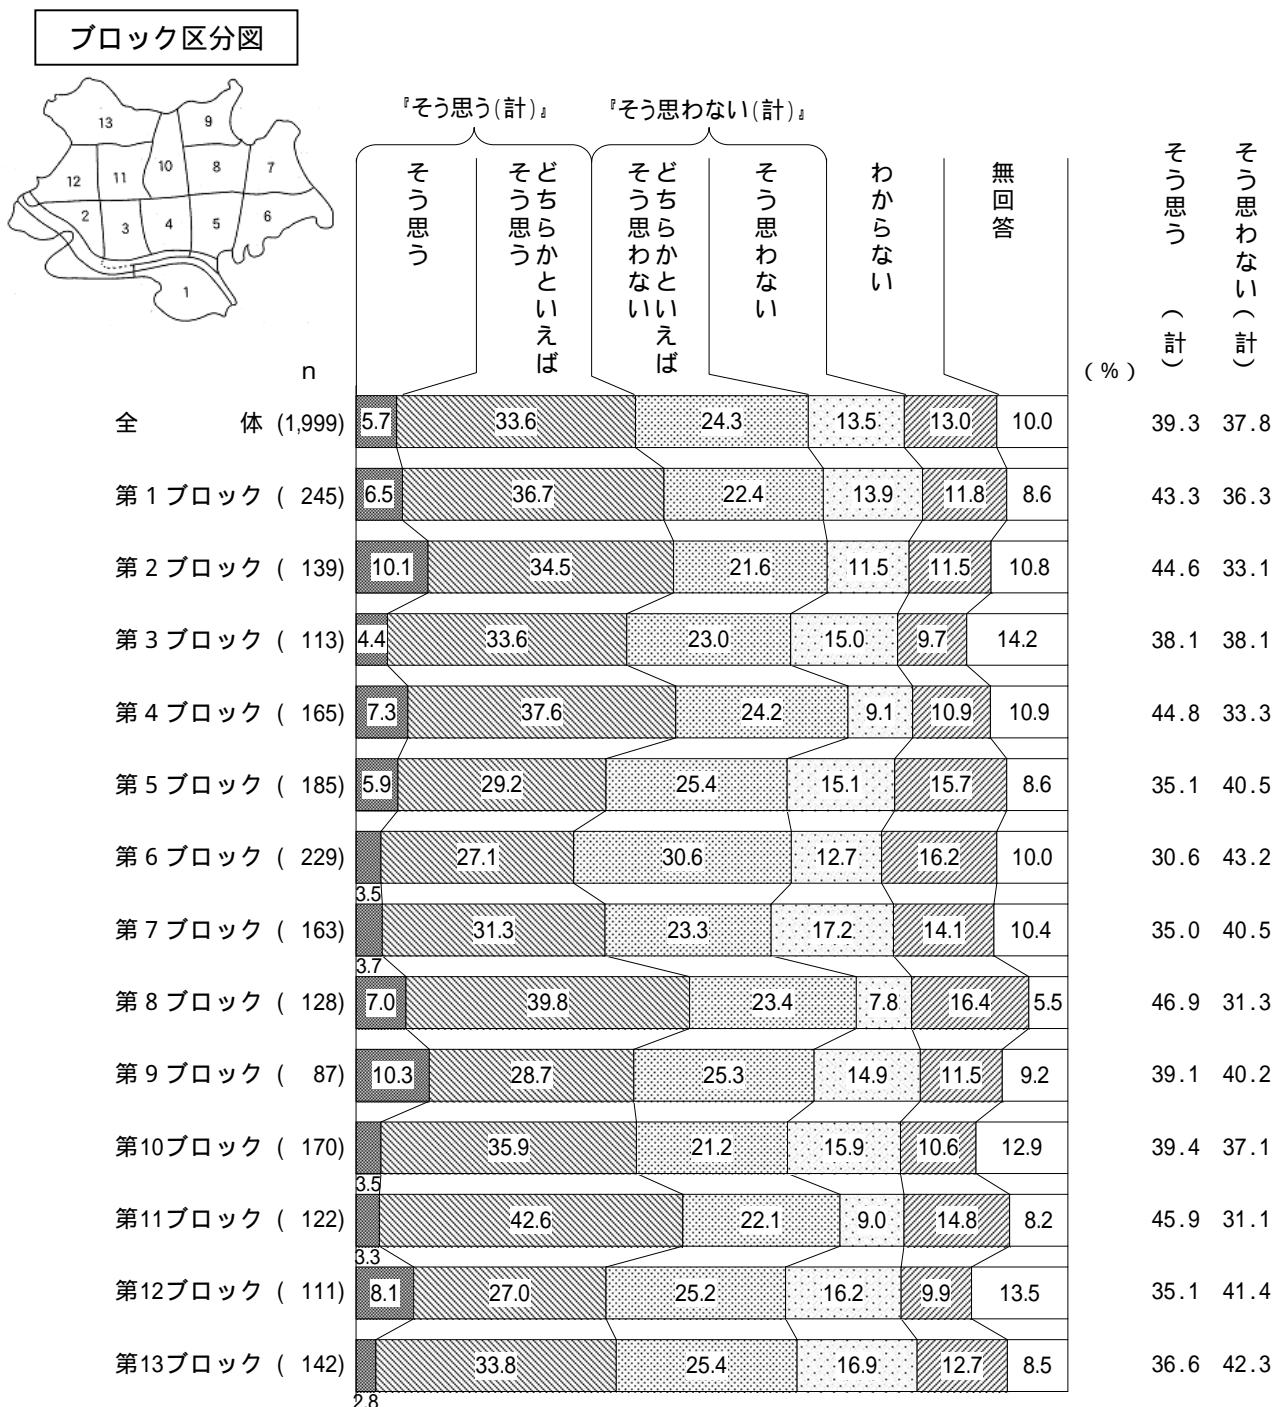 ブロック区分図
13
9
12
11
10
8
7
2
3
4
5
6
1
『そう思う(計)』
『そう思わない(計)』
そう思う
どちらかといえば
そう思う
どちらかといえば
そう思わない
そう思わない
わからない
無回答
そう思う(計)
そう思わない(計)
n
(%)
全体 (1,999) 5.7 33.6 24.3 13.5 13.0 10.0 39.3 37.8
第1ブロック ( 245) 6.5 36.7 22.4 13.9 11.8 8.6 43.3 36.3
第2ブロック ( 139) 10.1 34.5 21.6 11.5 11.5 10.8 44.6 33.1
第3ブロック ( 113) 4.4 33.6 23.0 15.0 9.7 14.2 38.1 38.1
第4ブロック ( 165) 7.3 37.6 24.2 9.1 10.9 10.9 44.8 33.3
第5ブロック ( 185) 5.9 29.2 25.4 15.1 15.7 8.6 35.1 40.5
第6ブロック ( 229) 27.1 30.6 12.7 16.2 10.0 30.6 43.2
3.5
第7ブロック ( 163) 31.3 23.3 17.2 14.1 10.4 35.0 40.5
3.7
第8ブロック ( 128) 7.0 39.8 23.4 7.8 16.4 5.5 46.9 31.3
第9ブロック ( 87) 10.3 28.7 25.3 14.9 11.5 9.2 39.1 40.2
第10ブロック ( 170) 35.9 21.2 15.9 10.6 12.9 39.4 37.1
3.5
第11ブロック ( 122) 42.6 22.1 9.0 14.8 8.2 45.9 31.1
3.3
第12ブロック ( 111) 8.1 27.0 25.2 16.2 9.9 13.5 35.1 41.4
第13ブロック ( 142) 33.8 25.4 16.9 12.7 8.5 36.6 42.3
2.8